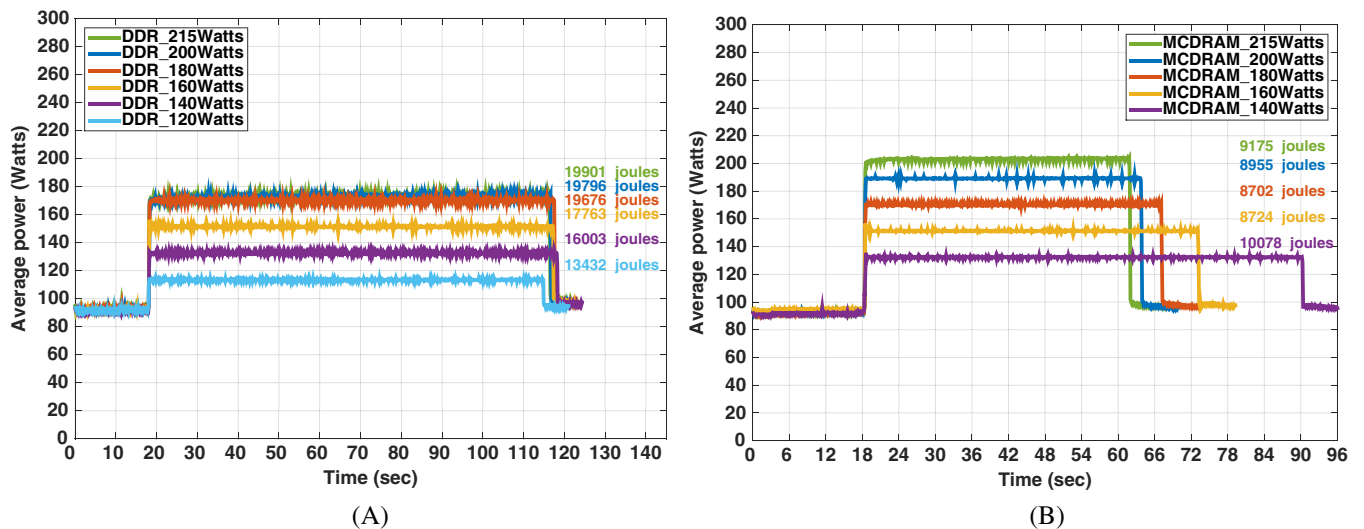 300
280
260
240
220
200
180
160
140
120
100
80
60
40
20
0
Average power (Watts)
DDR_215Watts
DDR_200Watts
DDR_180Watts
DDR_160Watts
DDR_140Watts
DDR_120Watts
19901 joules
19796 joules
19676 joules
17763 joules
16003 joules
13432 joules
0 10 20 30 40 50 60 70 80 90 100 110 120 130 140
Time (sec)
(A)
300
280
260
240
220
200
180
160
140
120
100
80
60
40
20
0
Average power (Watts)
MCDRAM_215Watts
MCDRAM_200Watts
MCDRAM_180Watts
MCDRAM_160Watts
MCDRAM_140Watts
9175 joules
8955 joules
8702 joules
8724 joules
10078 joules
0 6 12 18 24 30 36 42 48 54 60 66 72 78 84 90 96
Time (sec)
(B)